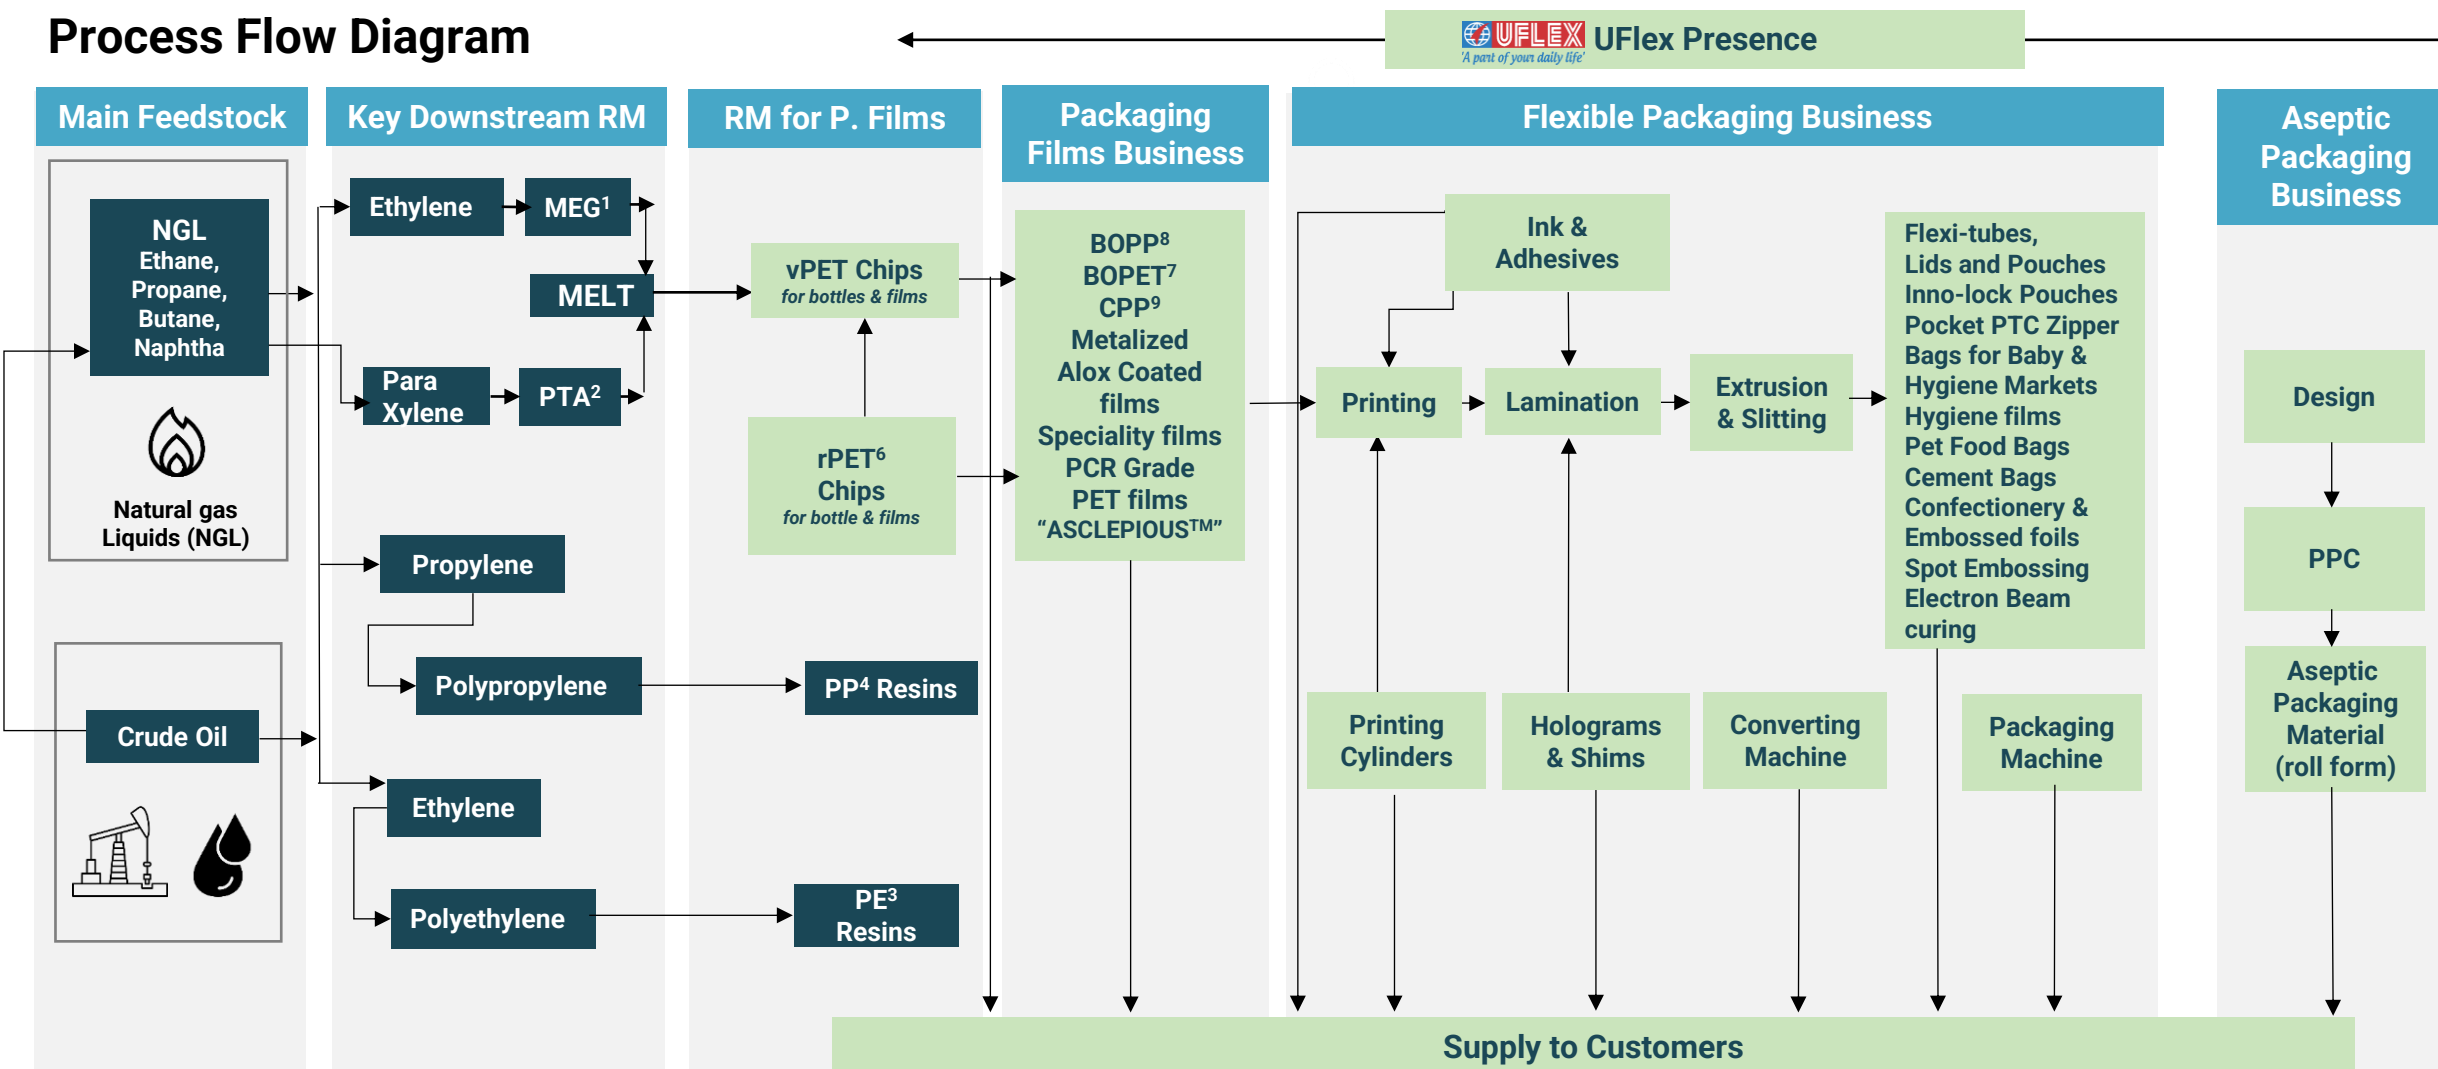 Process Flow Diagram
UFLEX
'A part of your daily life'
UFlex Presence
Main Feedstock
Key Downstream RM
RM for P. Films
Packaging
Films Business
Flexible Packaging Business
Aseptic
Packaging
Business
NGL
Ethane,
Propane,
Butane,
Naphtha
Natural gas
Liquids (NGL)
Crude Oil
Ethylene
MEG¹
MELT
Para
Xylene
PTA²
Propylene
Polypropylene
Ethylene
Polyethylene
vPET Chips
for bottles & films
rPET⁶
Chips
for bottle & films
PP⁴ Resins
PE³
Resins
BOPP⁸
BOPET⁷
CPP⁹
Metalized
Alox Coated
films
Speciality films
PCR Grade
PET films
“ASCLEPIOUS™”
Ink &
Adhesives
Printing
Lamination
Extrusion
& Slitting
Flexi-tubes,
Lids and Pouches
Inno-lock Pouches
Pocket PTC Zipper
Bags for Baby &
Hygiene Markets
Hygiene films
Pet Food Bags
Cement Bags
Confectionery &
Embossed foils
Spot Embossing
Electron Beam
curing
Printing
Cylinders
Holograms
& Shims
Converting
Machine
Packaging
Machine
Design
PPC
Aseptic
Packaging
Material
(roll form)
Supply to Customers